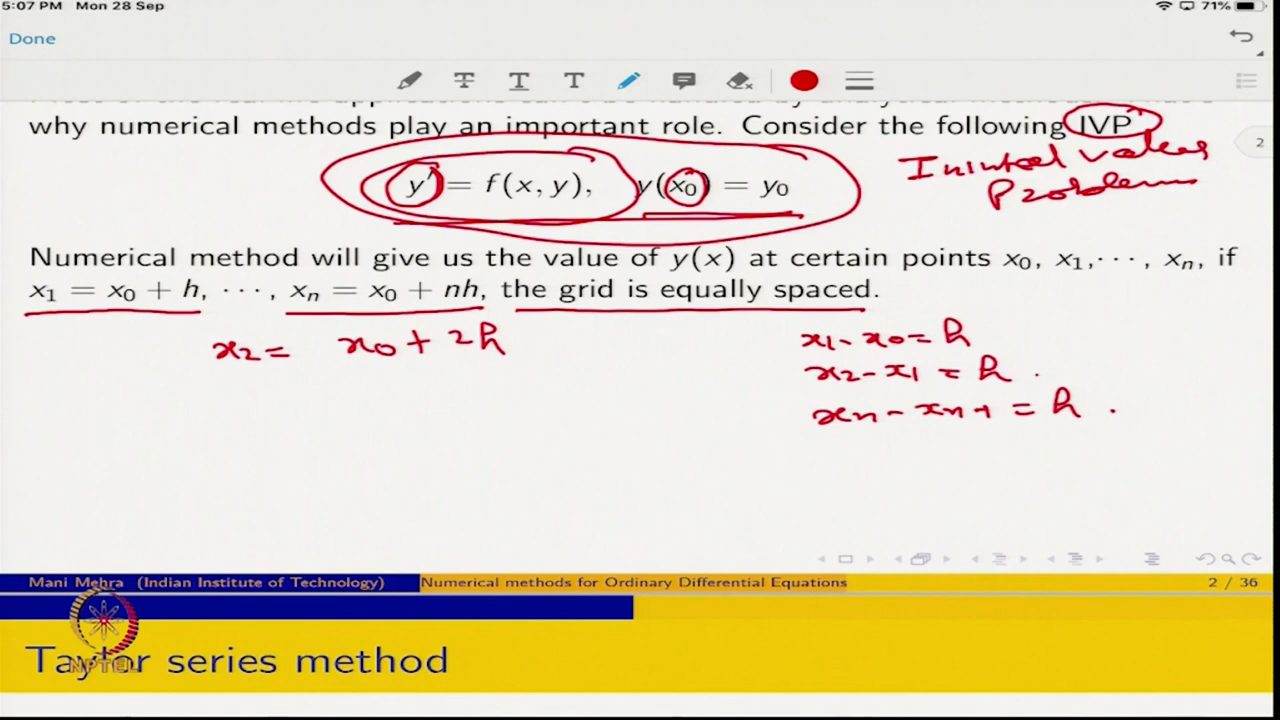 5:07 PM Mon 28 Sep
71%
Done
why numerical methods play an important role. Consider the following IVP
y' = f(x, y), y(x₀) = y₀
Problems
2
Numerical method will give us the value of y(x) at certain points x₀, x₁,⋯, xₙ, if
x₁ = x₀ + h, ⋯, xₙ = x₀ + nh, the grid is equally spaced.
x₂ = x₀ + 2h
x₁ - x₀ = h
x₂ - x₁ = h .
xₙ - xₙ₋₁ = h .
Mani Mehra (Indian Institute of Technology)
Numerical methods for Ordinary Differential Equations
2 / 36
Taylor series method
NPTEL